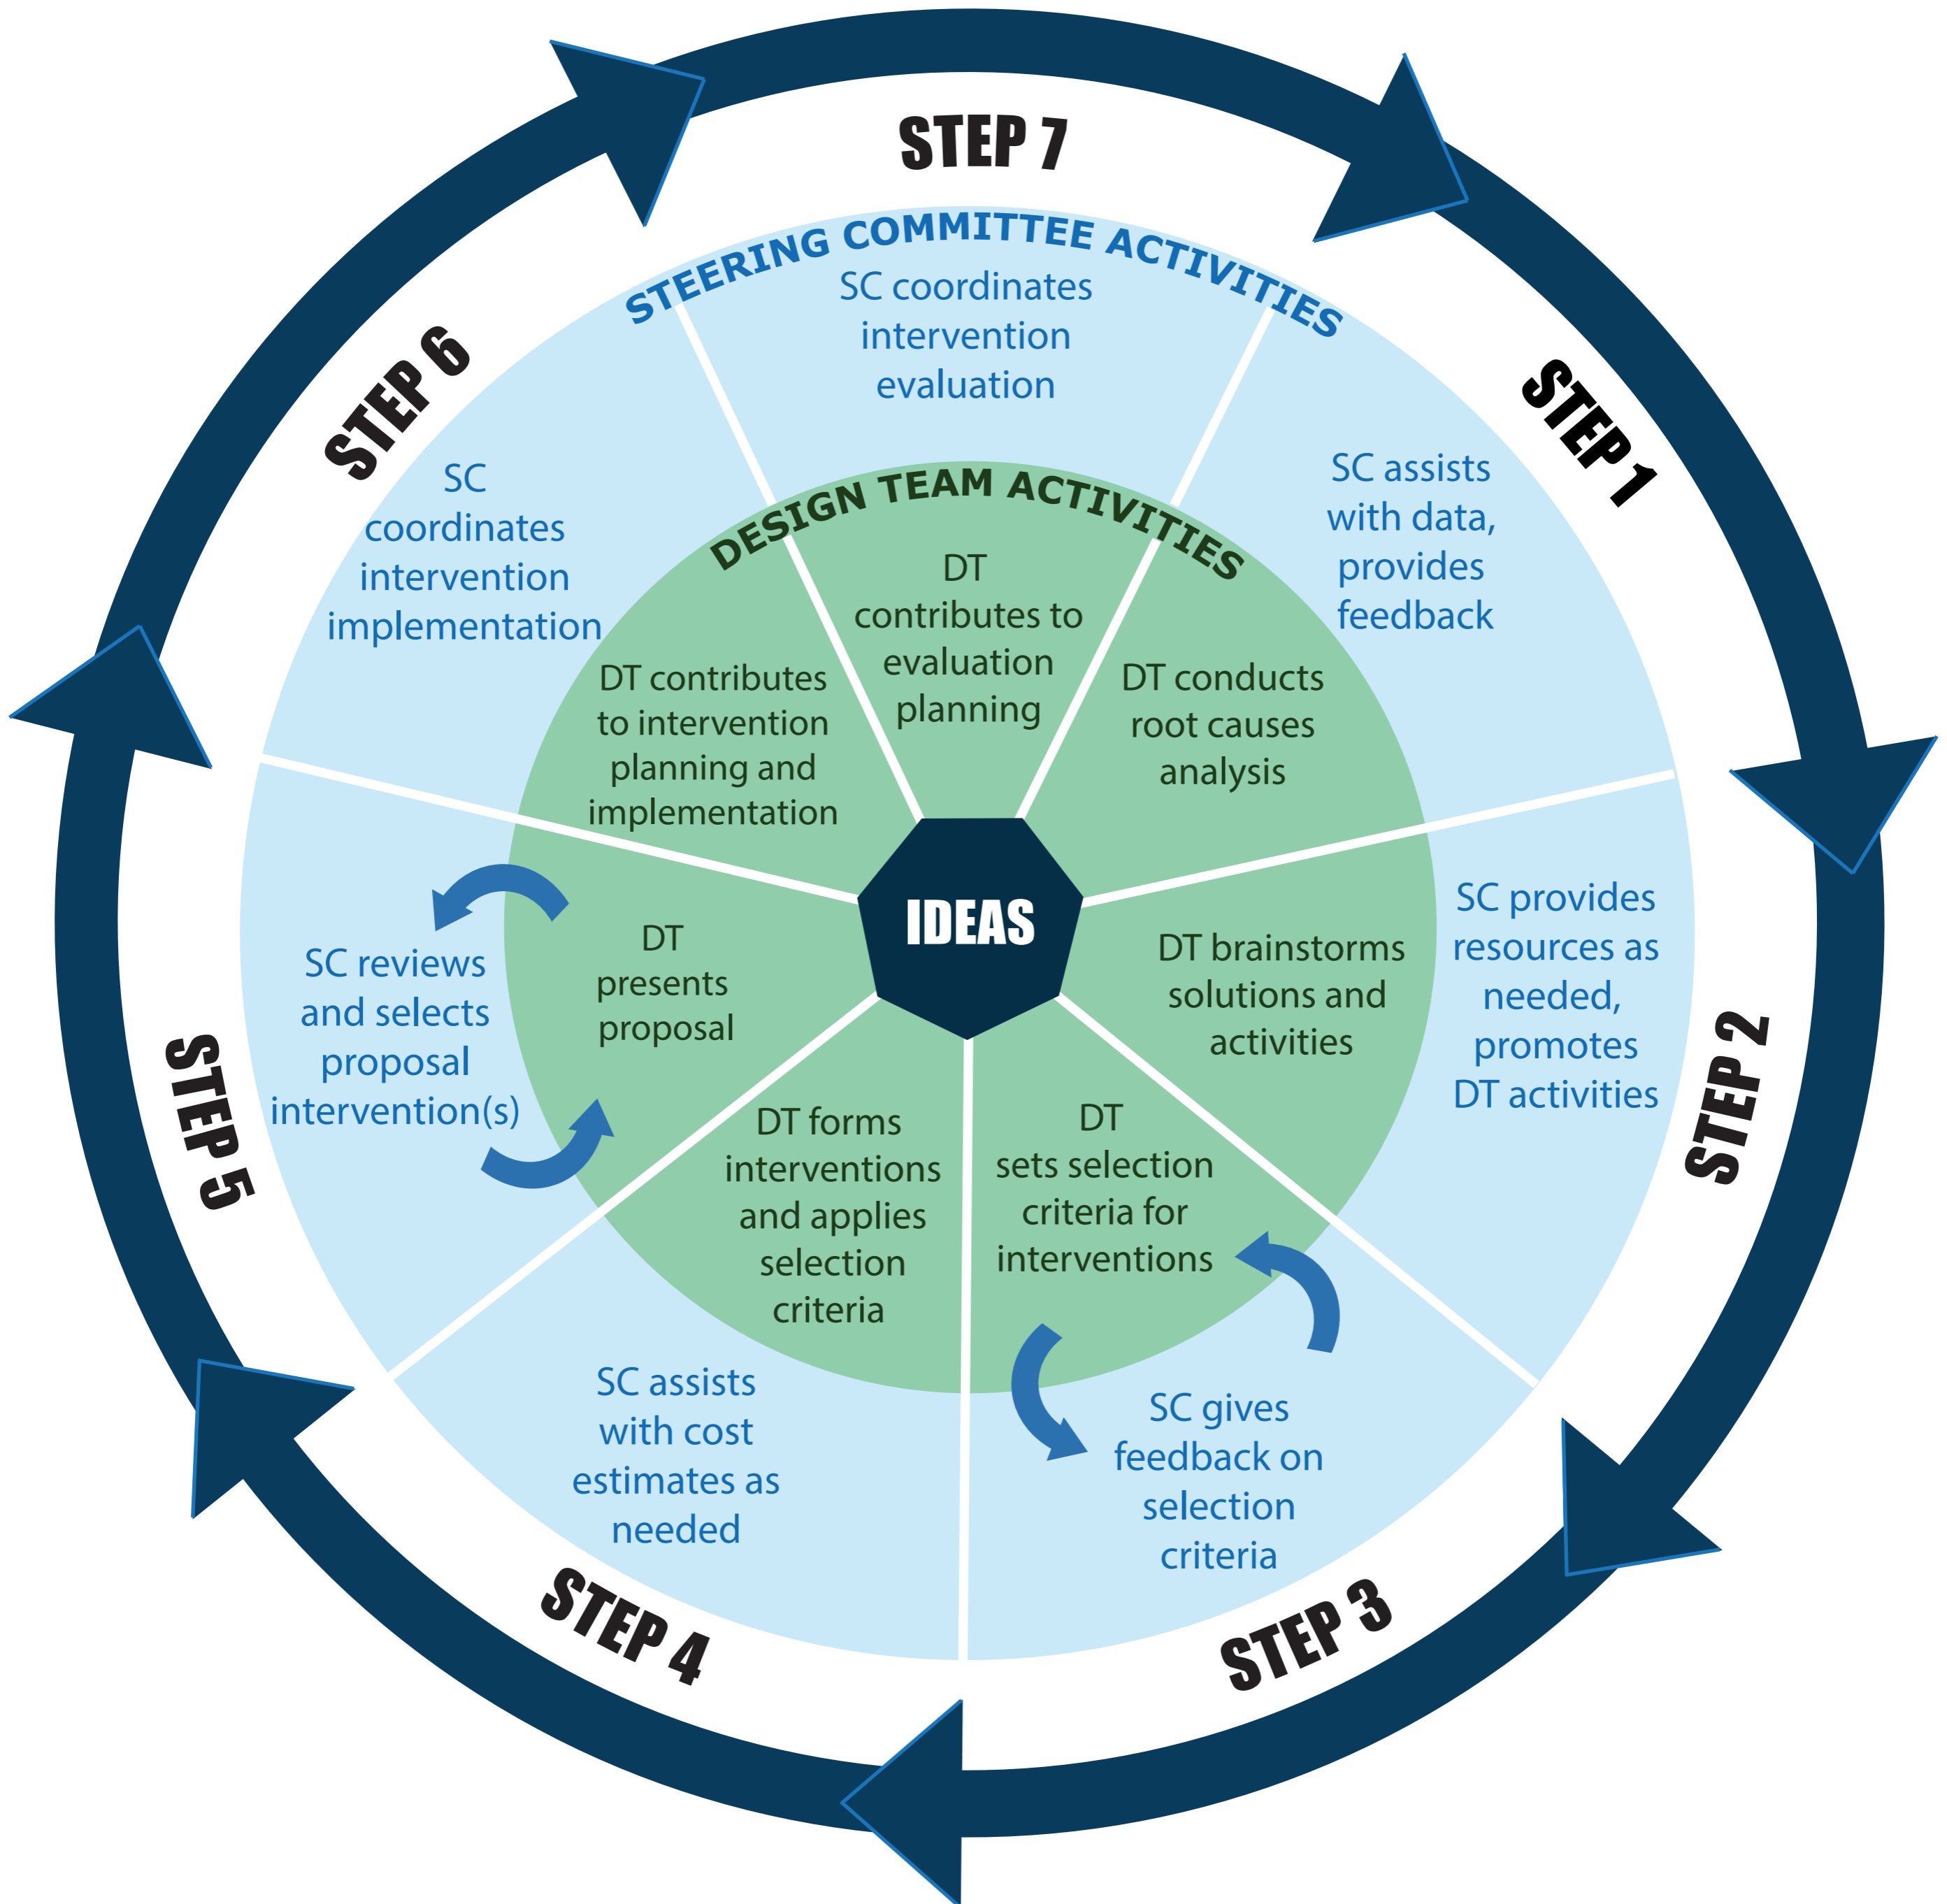 STEP 7
STEERING COMMITTEE ACTIVITIES
SC coordinates
intervention
evaluation
DESIGN TEAM ACTIVITIES
DT
contributes to
evaluation
planning
STEP 1
SC assists
with data,
provides
feedback
DT conducts
root causes
analysis
STEP 2
SC provides
resources as
needed,
promotes
DT activities
DT brainstorms
solutions and
activities
STEP 3
DT
sets selection
criteria for
interventions
SC gives
feedback on
selection
criteria
STEP 4
DT forms
interventions
and applies
selection
criteria
SC assists
with cost
estimates as
needed
STEP 5
DT
presents
proposal
SC reviews
and selects
proposal
intervention(s)
STEP 6
SC
coordinates
intervention
implementation
DT contributes
to intervention
planning and
implementation
IDEAS